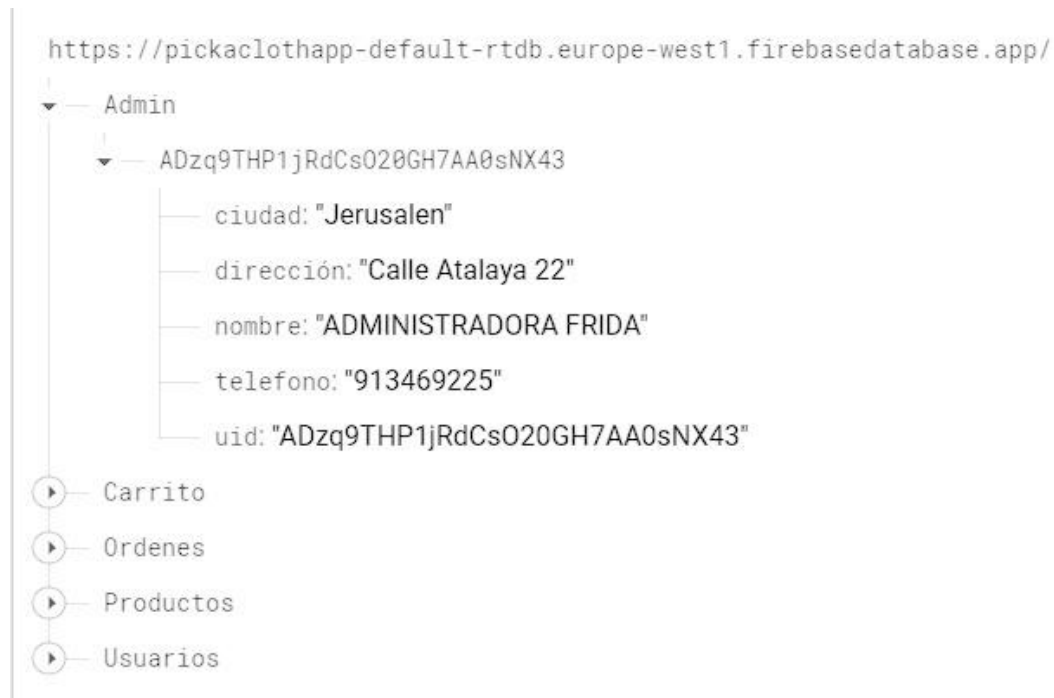 https://pickaclothapp-default-rtdb.europe-west1.firebasedatabase.app/
Admin
ADzq9THP1jRdCsO20GH7AA0sNX43
ciudad: "Jerusalen"
dirección: "Calle Atalaya 22"
nombre: "ADMINISTRADORA FRIDA"
telefono: "913469225"
uid: "ADzq9THP1jRdCsO20GH7AA0sNX43"
Carrito
Ordenes
Productos
Usuarios